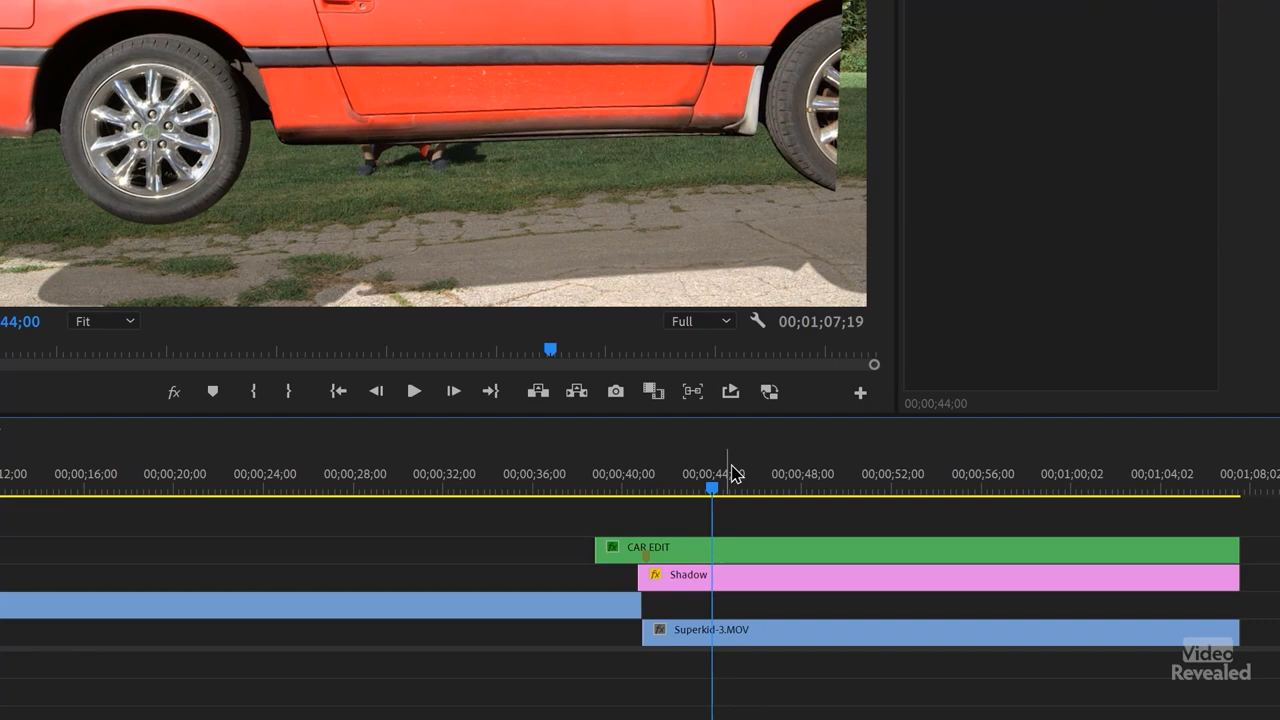 44;00 Fit Full 00;01;07;19
00;00;44;00
12;00 00;00;16;00 00;00;20;00 00;00;24;00 00;00;28;00 00;00;32;00 00;00;36;00 00;00;40;00 00;00;44;00 00;00;48;00 00;00;52;00 00;00;56;00 00;01;00;02 00;01;04;02 00;01;08;02
fx CAR EDIT
fx Shadow
fx Superkid-3.MOV
Video
Revealed